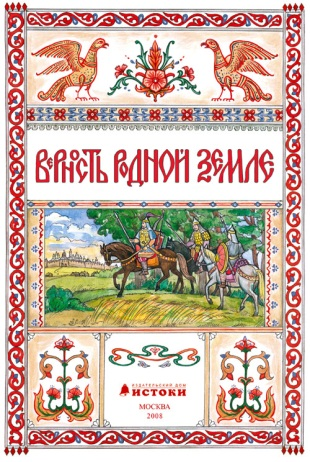 ВЕРНОСТЬ РОДНОЙ ЗЕМЛЕ
ИЗДАТЕЛЬСКИЙ ДОМ
ИСТОКИ
МОСКВА
2008